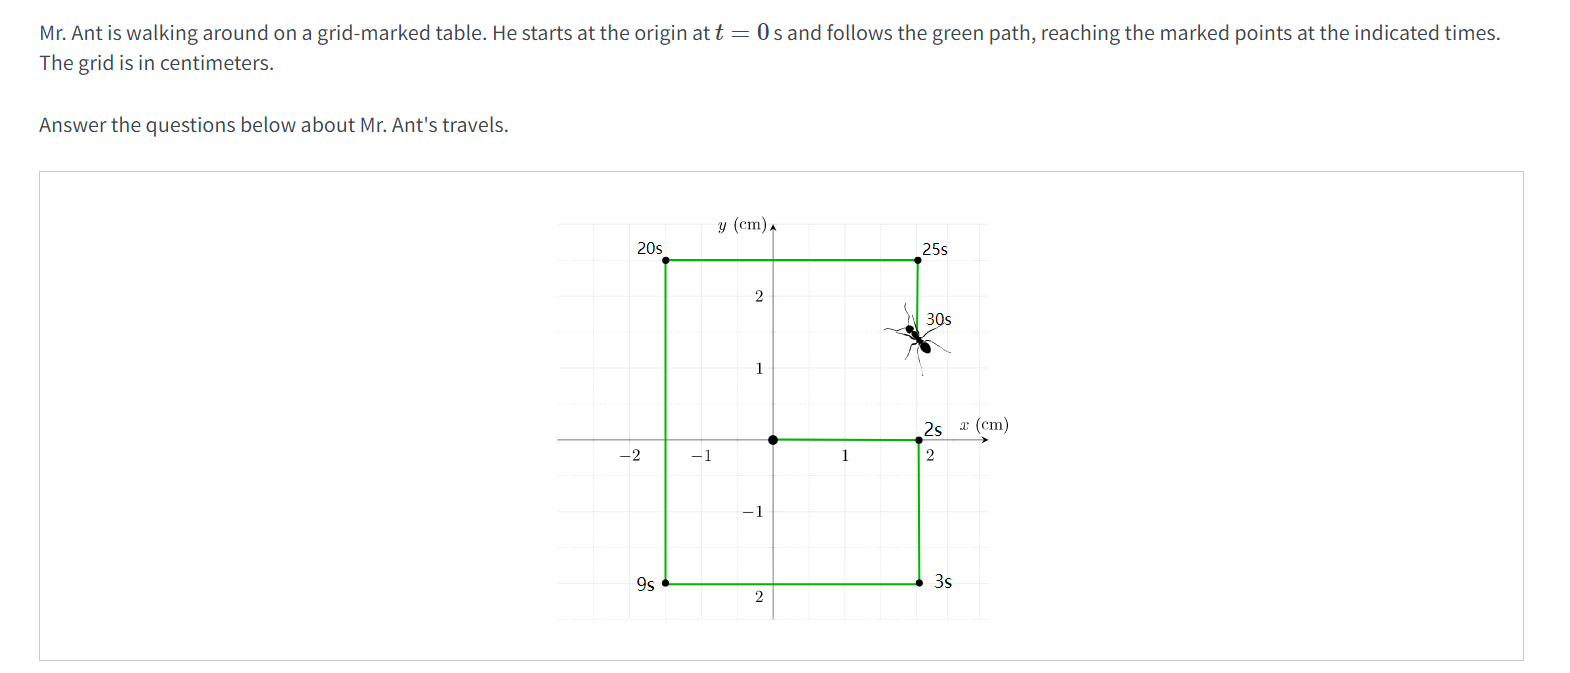 Mr. Ant is walking around on a grid-marked table. He starts at the origin at t = 0 s and follows the green path, reaching the marked points at the indicated times.
The grid is in centimeters.
Answer the questions below about Mr. Ant's travels.
y (cm)
20s
25s
2
30s
1
2s
x (cm)
−2
−1
1
2
−1
9s
3s
2